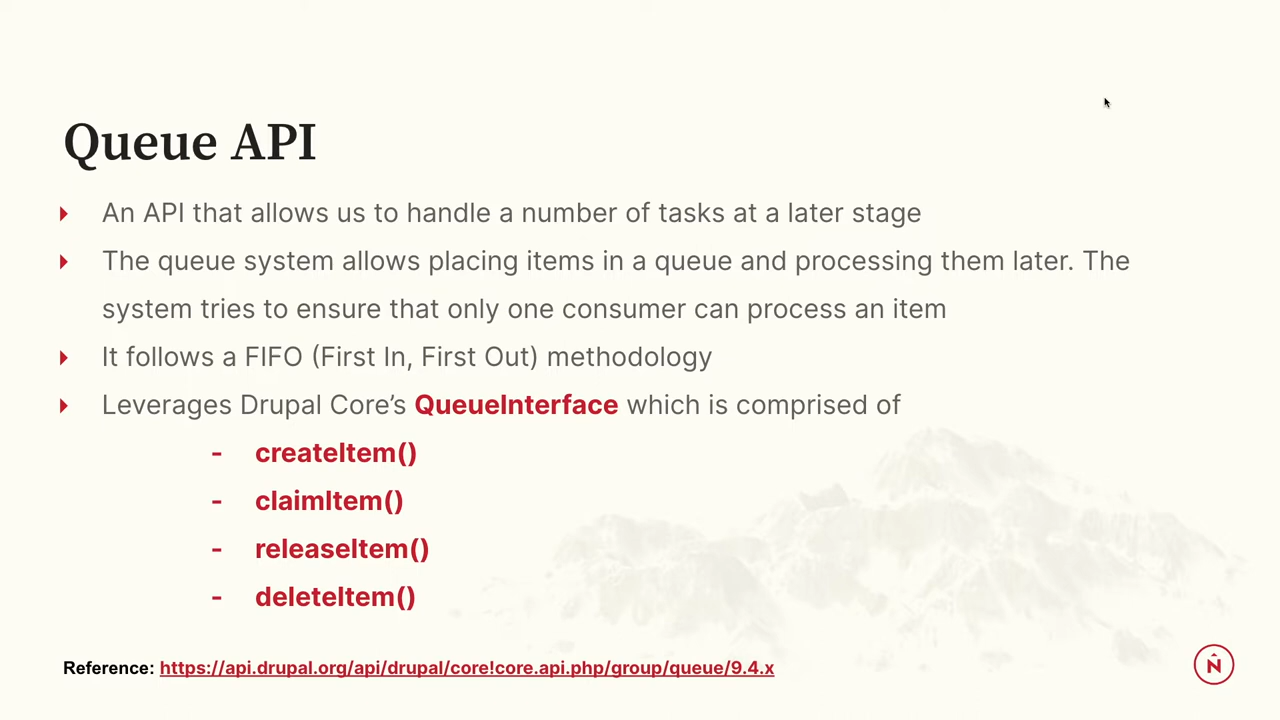 Queue API
An API that allows us to handle a number of tasks at a later stage
The queue system allows placing items in a queue and processing them later. The
system tries to ensure that only one consumer can process an item
It follows a FIFO (First In, First Out) methodology
Leverages Drupal Core’s QueueInterface which is comprised of
- createItem()
- claimItem()
- releaseItem()
- deleteItem()
Reference: https://api.drupal.org/api/drupal/core!core.api.php/group/queue/9.4.x
N̂